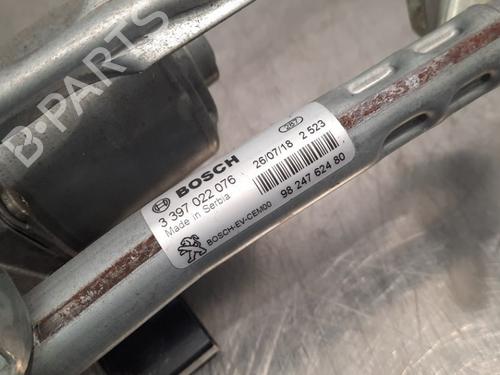 B-PARTS
267
BOSCH
26/07/18 2 523
3 397 022 076
Made in Serbia
98 247 624 80
BOSCH-EV-CEM00